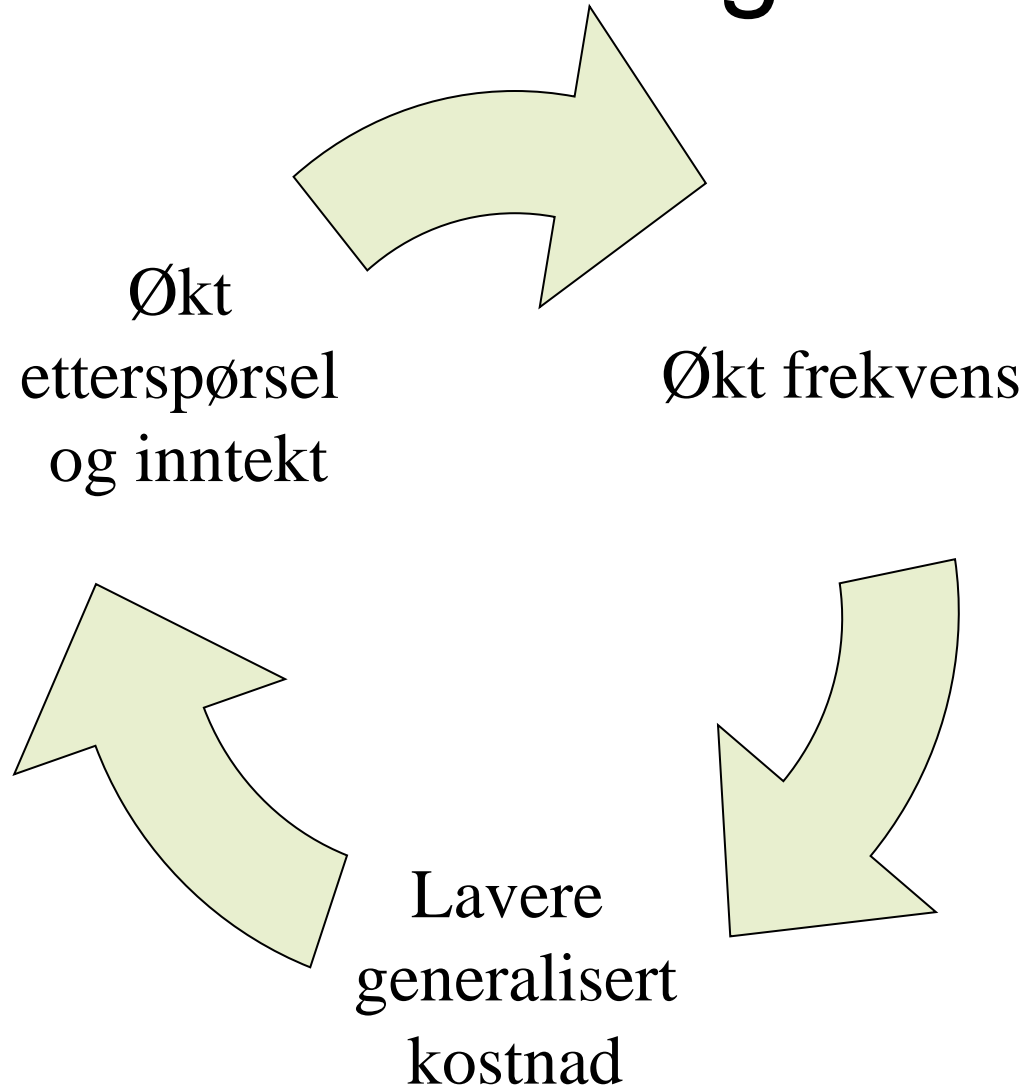 Økt
etterspørsel
og inntekt
Økt frekvens
Lavere
generalisert
kostnad